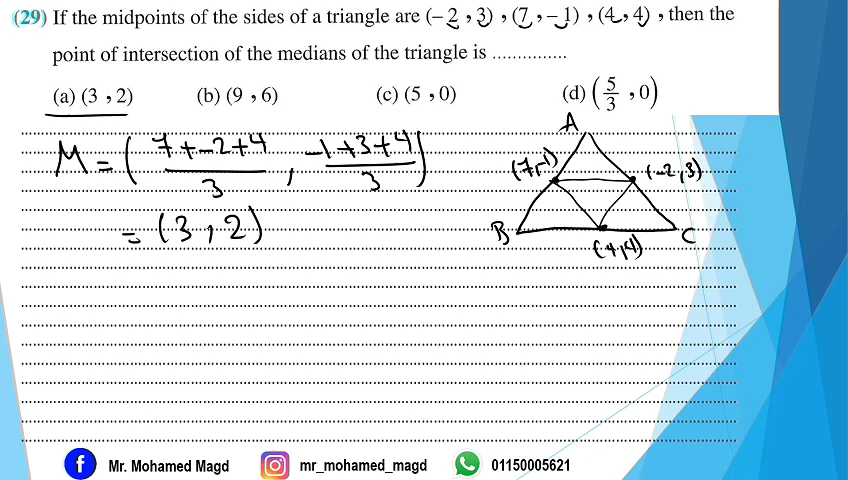 (29) If the midpoints of the sides of a triangle are (−2 , 3) , (7 , −1) , (4 , 4) , then the
point of intersection of the medians of the triangle is ...............
(a) (3 , 2) (b) (9 , 6) (c) (5 , 0) (d) (5/3 , 0)
M = ( 7+-2+4 / 3 , -1+3+4 / 3 )
= (3 , 2)
A
(7,-1) (-2,3)
B C
(4,4)
Mr. Mohamed Magd mr_mohamed_magd 01150005621